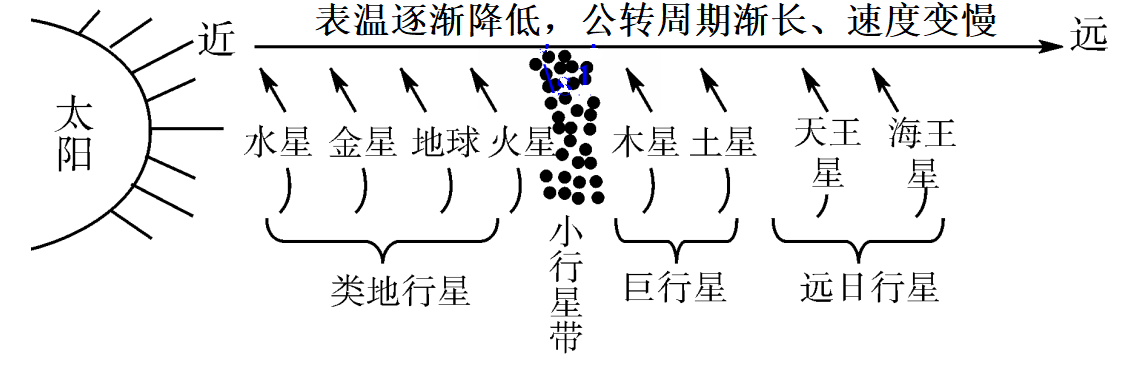 表温逐渐降低，公转周期渐长、速度变慢
近
远
太阳
水星
金星
地球
火星
木星
土星
天王星
海王星
类地行星
小行星带
巨行星
远日行星